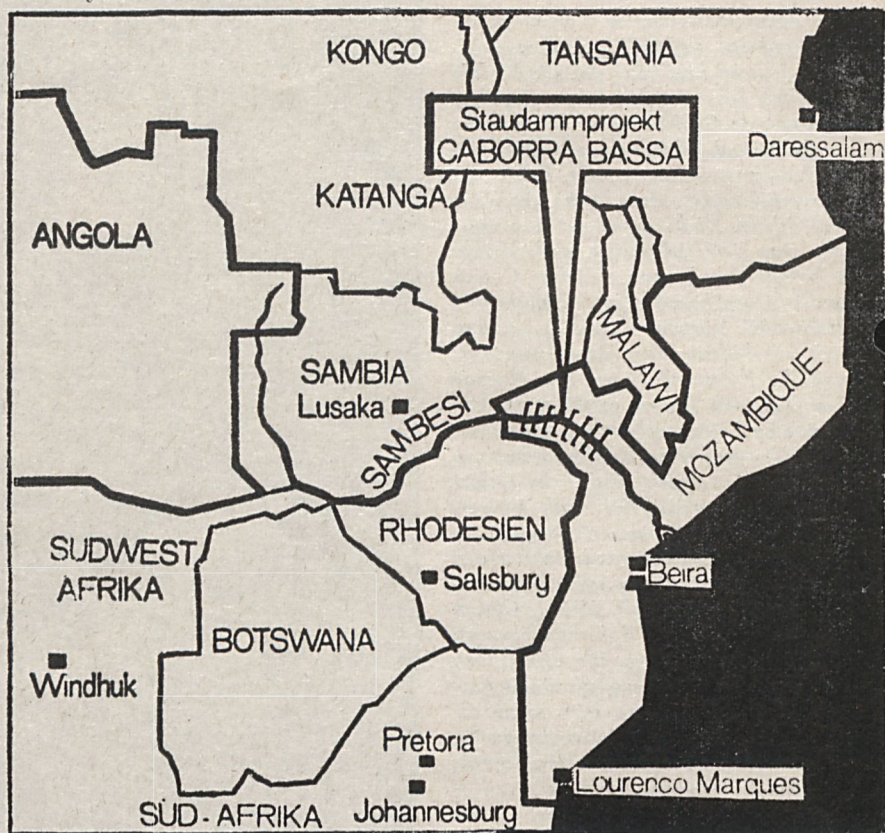 KONGO
TANSANIA
Staudammprojekt
CABORRA BASSA
Daressalam
KATANGA
ANGOLA
MALAWI
SAMBIA
Lusaka
SAMBESI
MOZAMBIQUE
RHODESIEN
SÜDWEST
AFRIKA
Salisbury
Beira
BOTSWANA
Windhuk
Pretoria
Lourenco Marques
Johannesburg
SÜD-AFRIKA